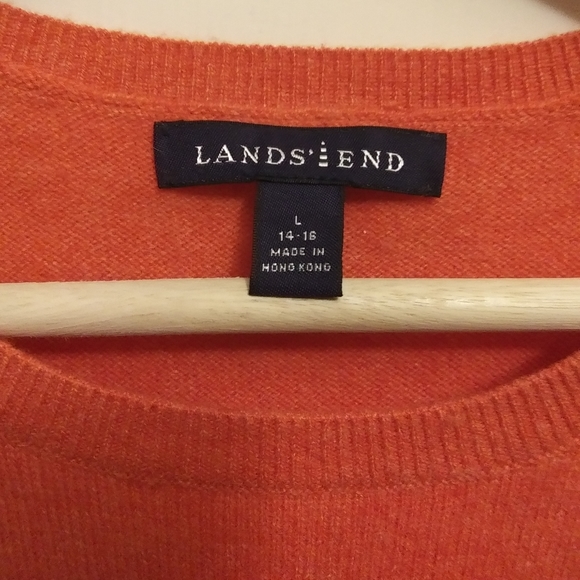 LANDS' END
L
14-16
MADE IN
HONG KONG